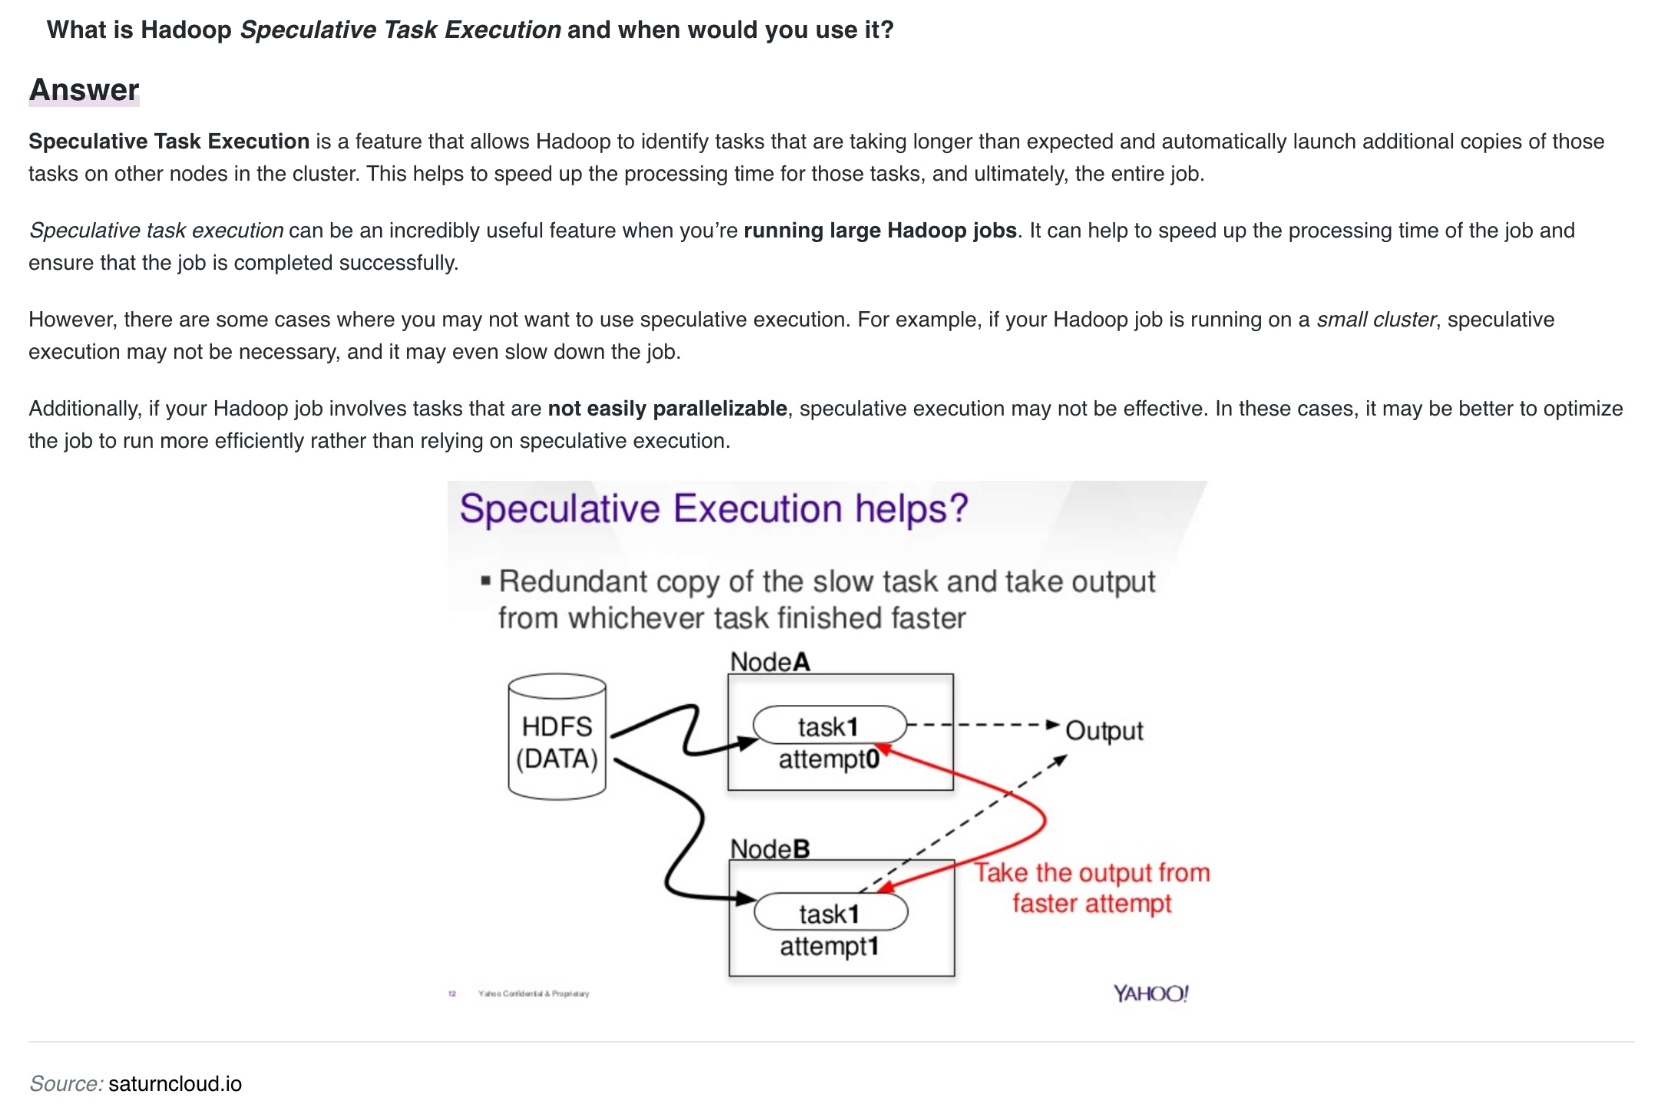 What is Hadoop Speculative Task Execution and when would you use it?
Answer
Speculative Task Execution is a feature that allows Hadoop to identify tasks that are taking longer than expected and automatically launch additional copies of those
tasks on other nodes in the cluster. This helps to speed up the processing time for those tasks, and ultimately, the entire job.
Speculative task execution can be an incredibly useful feature when you’re running large Hadoop jobs. It can help to speed up the processing time of the job and
ensure that the job is completed successfully.
However, there are some cases where you may not want to use speculative execution. For example, if your Hadoop job is running on a small cluster, speculative
execution may not be necessary, and it may even slow down the job.
Additionally, if your Hadoop job involves tasks that are not easily parallelizable, speculative execution may not be effective. In these cases, it may be better to optimize
the job to run more efficiently rather than relying on speculative execution.
Speculative Execution helps?
▪ Redundant copy of the slow task and take output
from whichever task finished faster
NodeA
HDFS
(DATA)
task1
attempt0
Output
NodeB
task1
attempt1
Take the output from
faster attempt
12 Yahoo Confidential & Proprietary
YAHOO!
Source: saturncloud.io